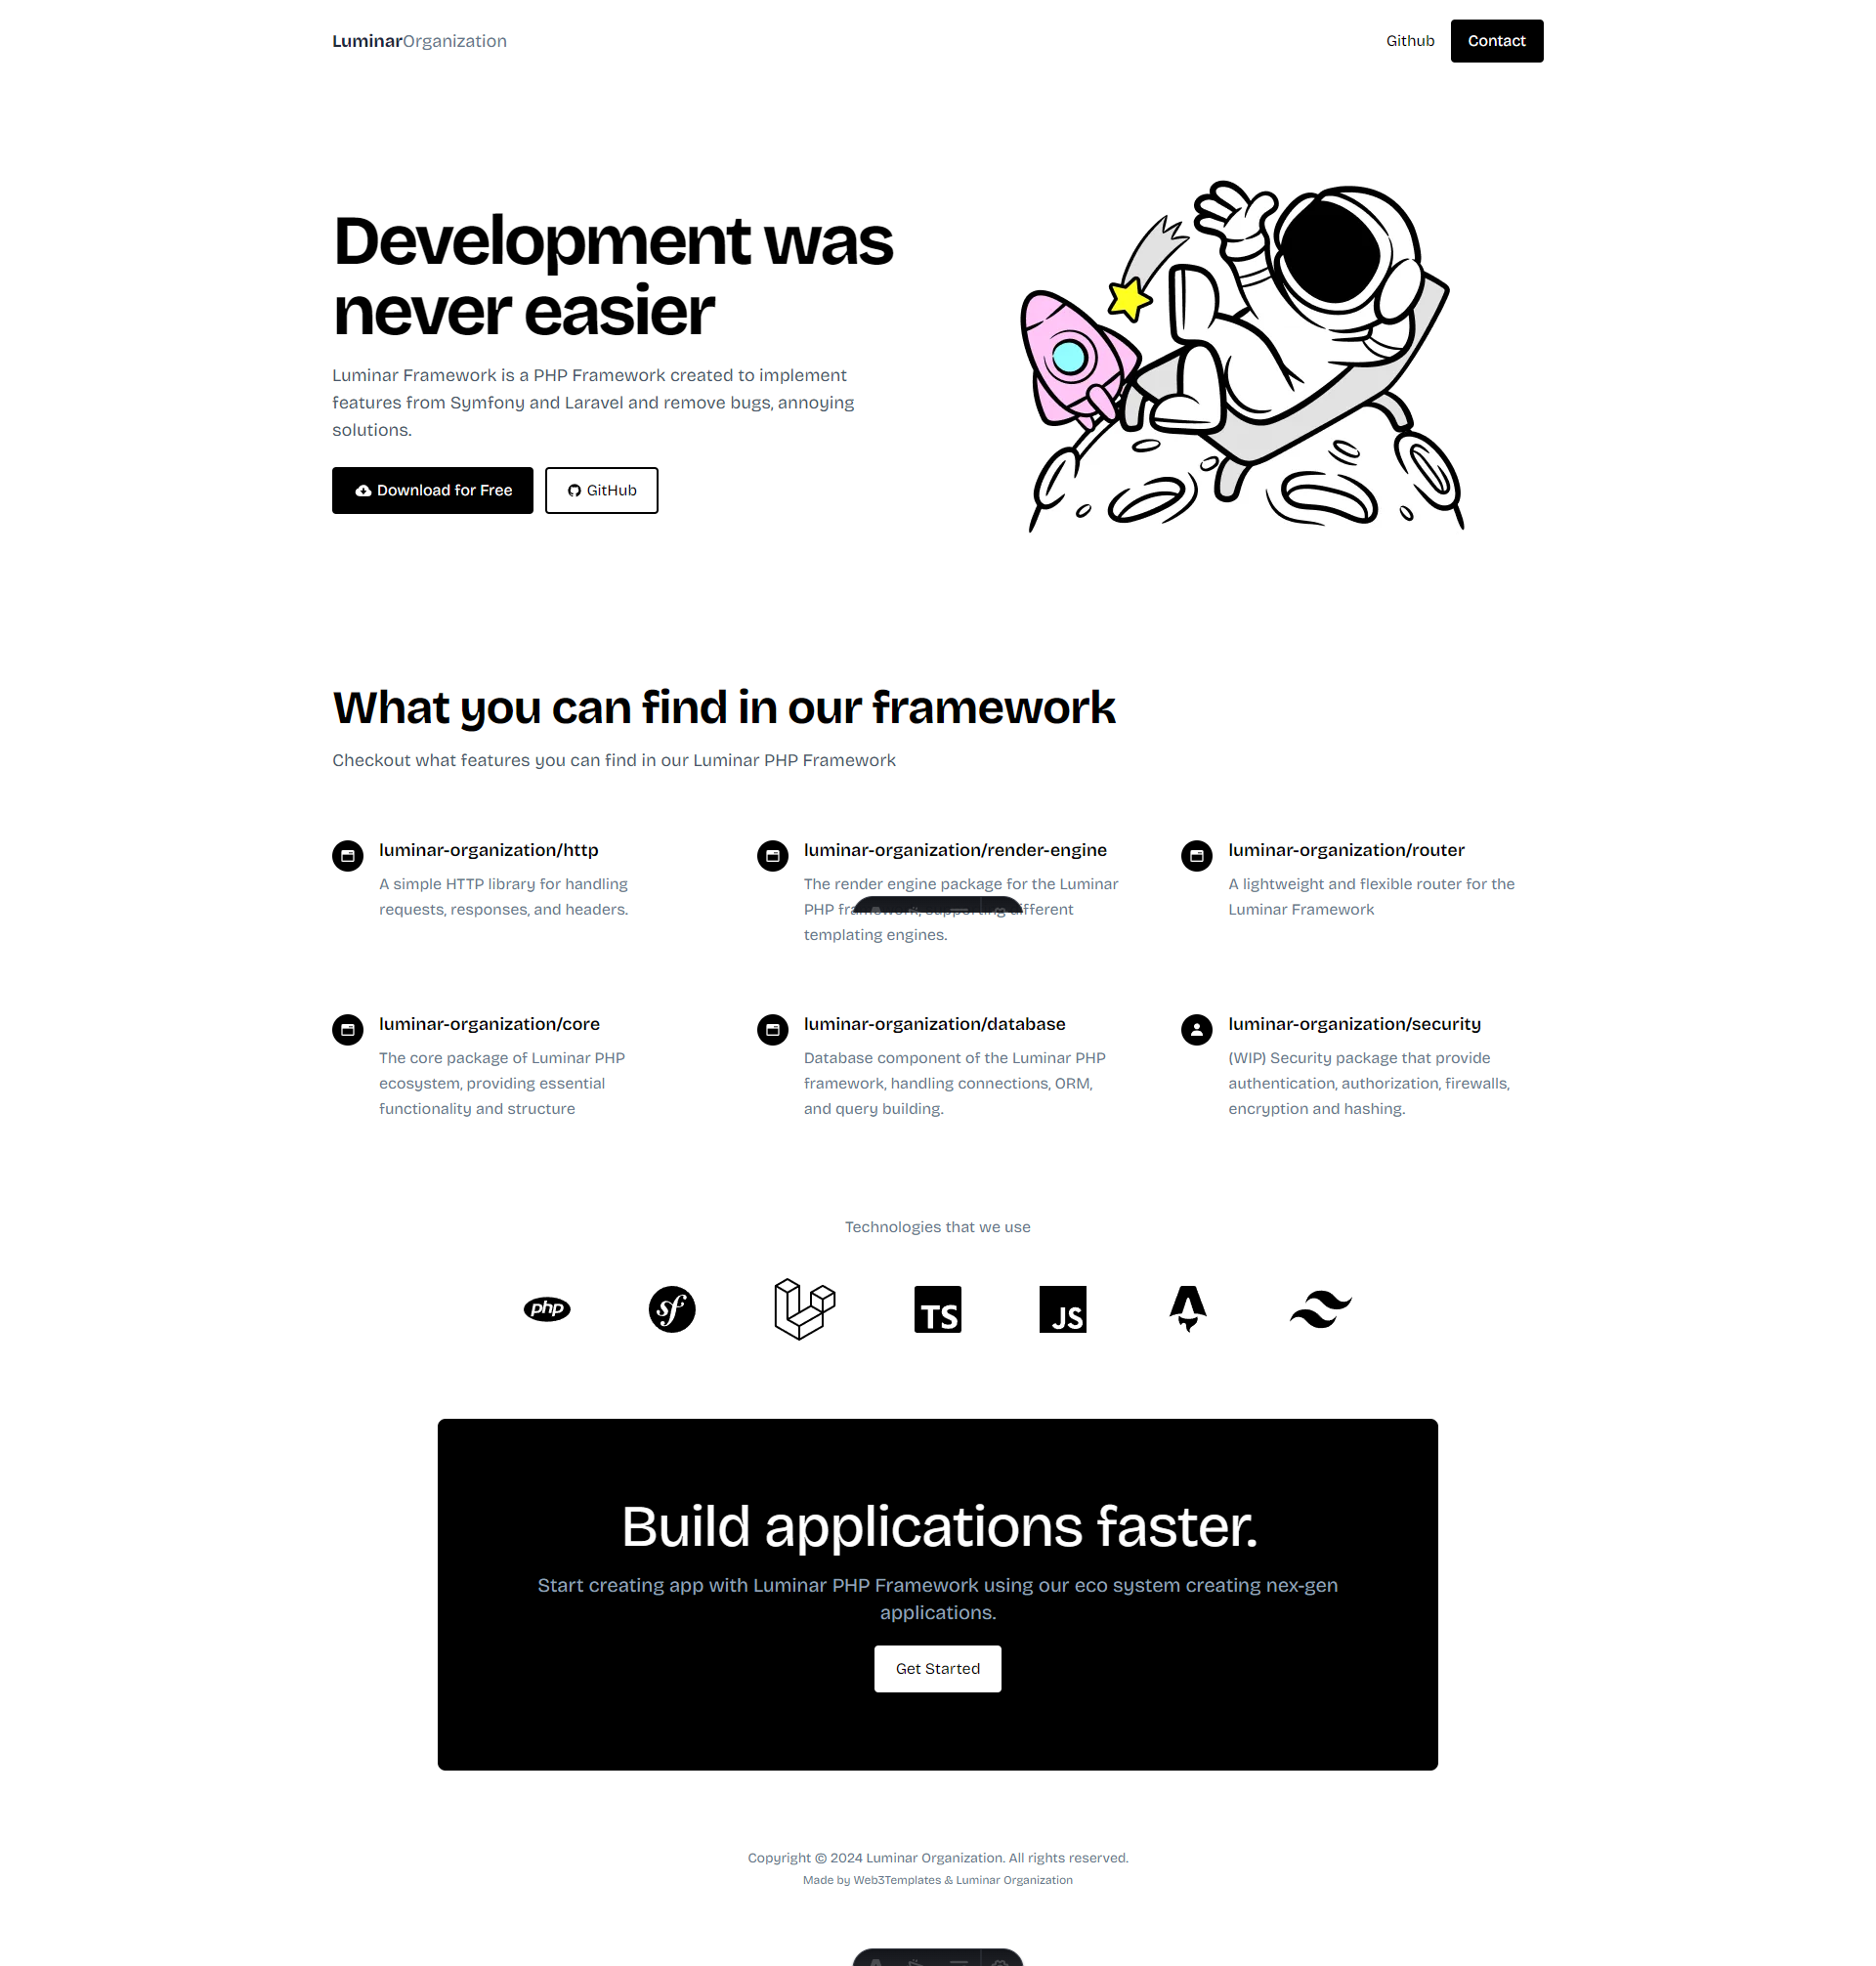 LuminarOrganization
Github
Contact
Development was
never easier
Luminar Framework is a PHP Framework created to implement
features from Symfony and Laravel and remove bugs, annoying
solutions.
Download for Free
GitHub
What you can find in our framework
Checkout what features you can find in our Luminar PHP Framework
luminar-organization/http
A simple HTTP library for handling
requests, responses, and headers.
luminar-organization/render-engine
The render engine package for the Luminar
PHP framework, supporting different
templating engines.
luminar-organization/router
A lightweight and flexible router for the
Luminar Framework
luminar-organization/core
The core package of Luminar PHP
ecosystem, providing essential
functionality and structure
luminar-organization/database
Database component of the Luminar PHP
framework, handling connections, ORM,
and query building.
luminar-organization/security
(WIP) Security package that provide
authentication, authorization, firewalls,
encryption and hashing.
Technologies that we use
php
sf
TS
JS
Build applications faster.
Start creating app with Luminar PHP Framework using our eco system creating nex-gen
applications.
Get Started
Copyright © 2024 Luminar Organization. All rights reserved.
Made by Web3Templates & Luminar Organization